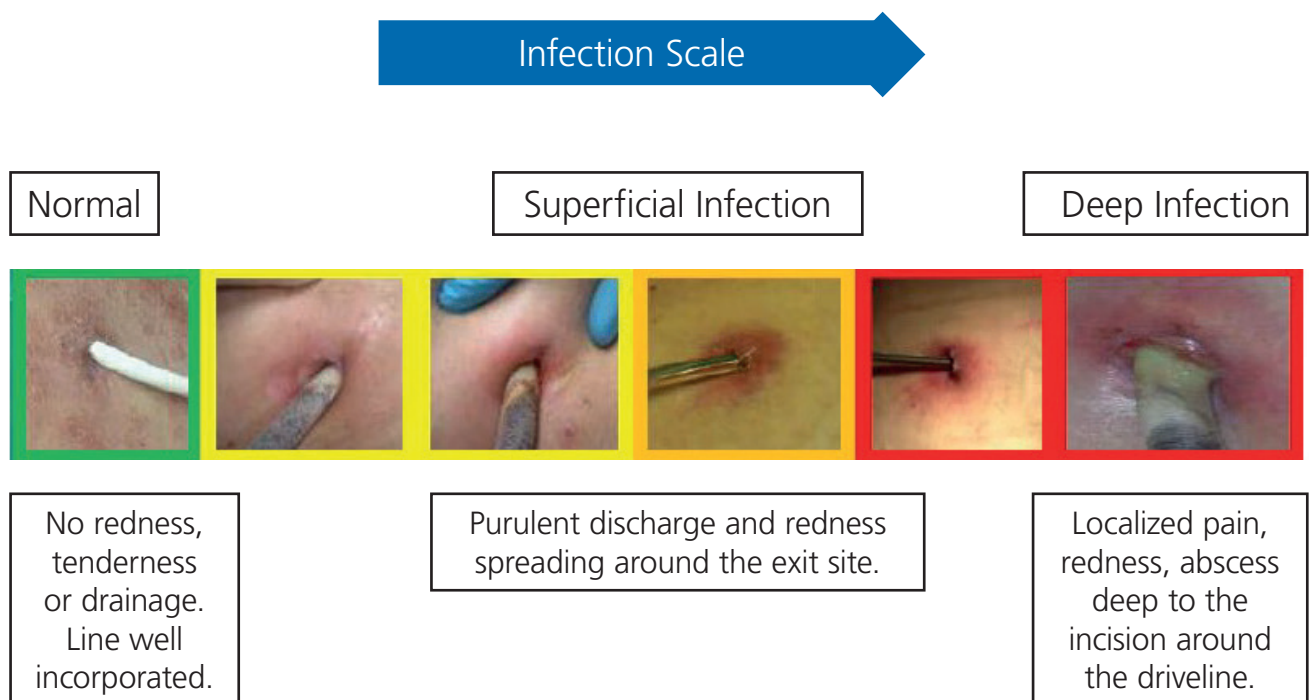 Infection Scale
Normal
Superficial Infection
Deep Infection
No redness,
tenderness
or drainage.
Line well
incorporated.
Purulent discharge and redness
spreading around the exit site.
Localized pain,
redness, abscess
deep to the
incision around
the driveline.